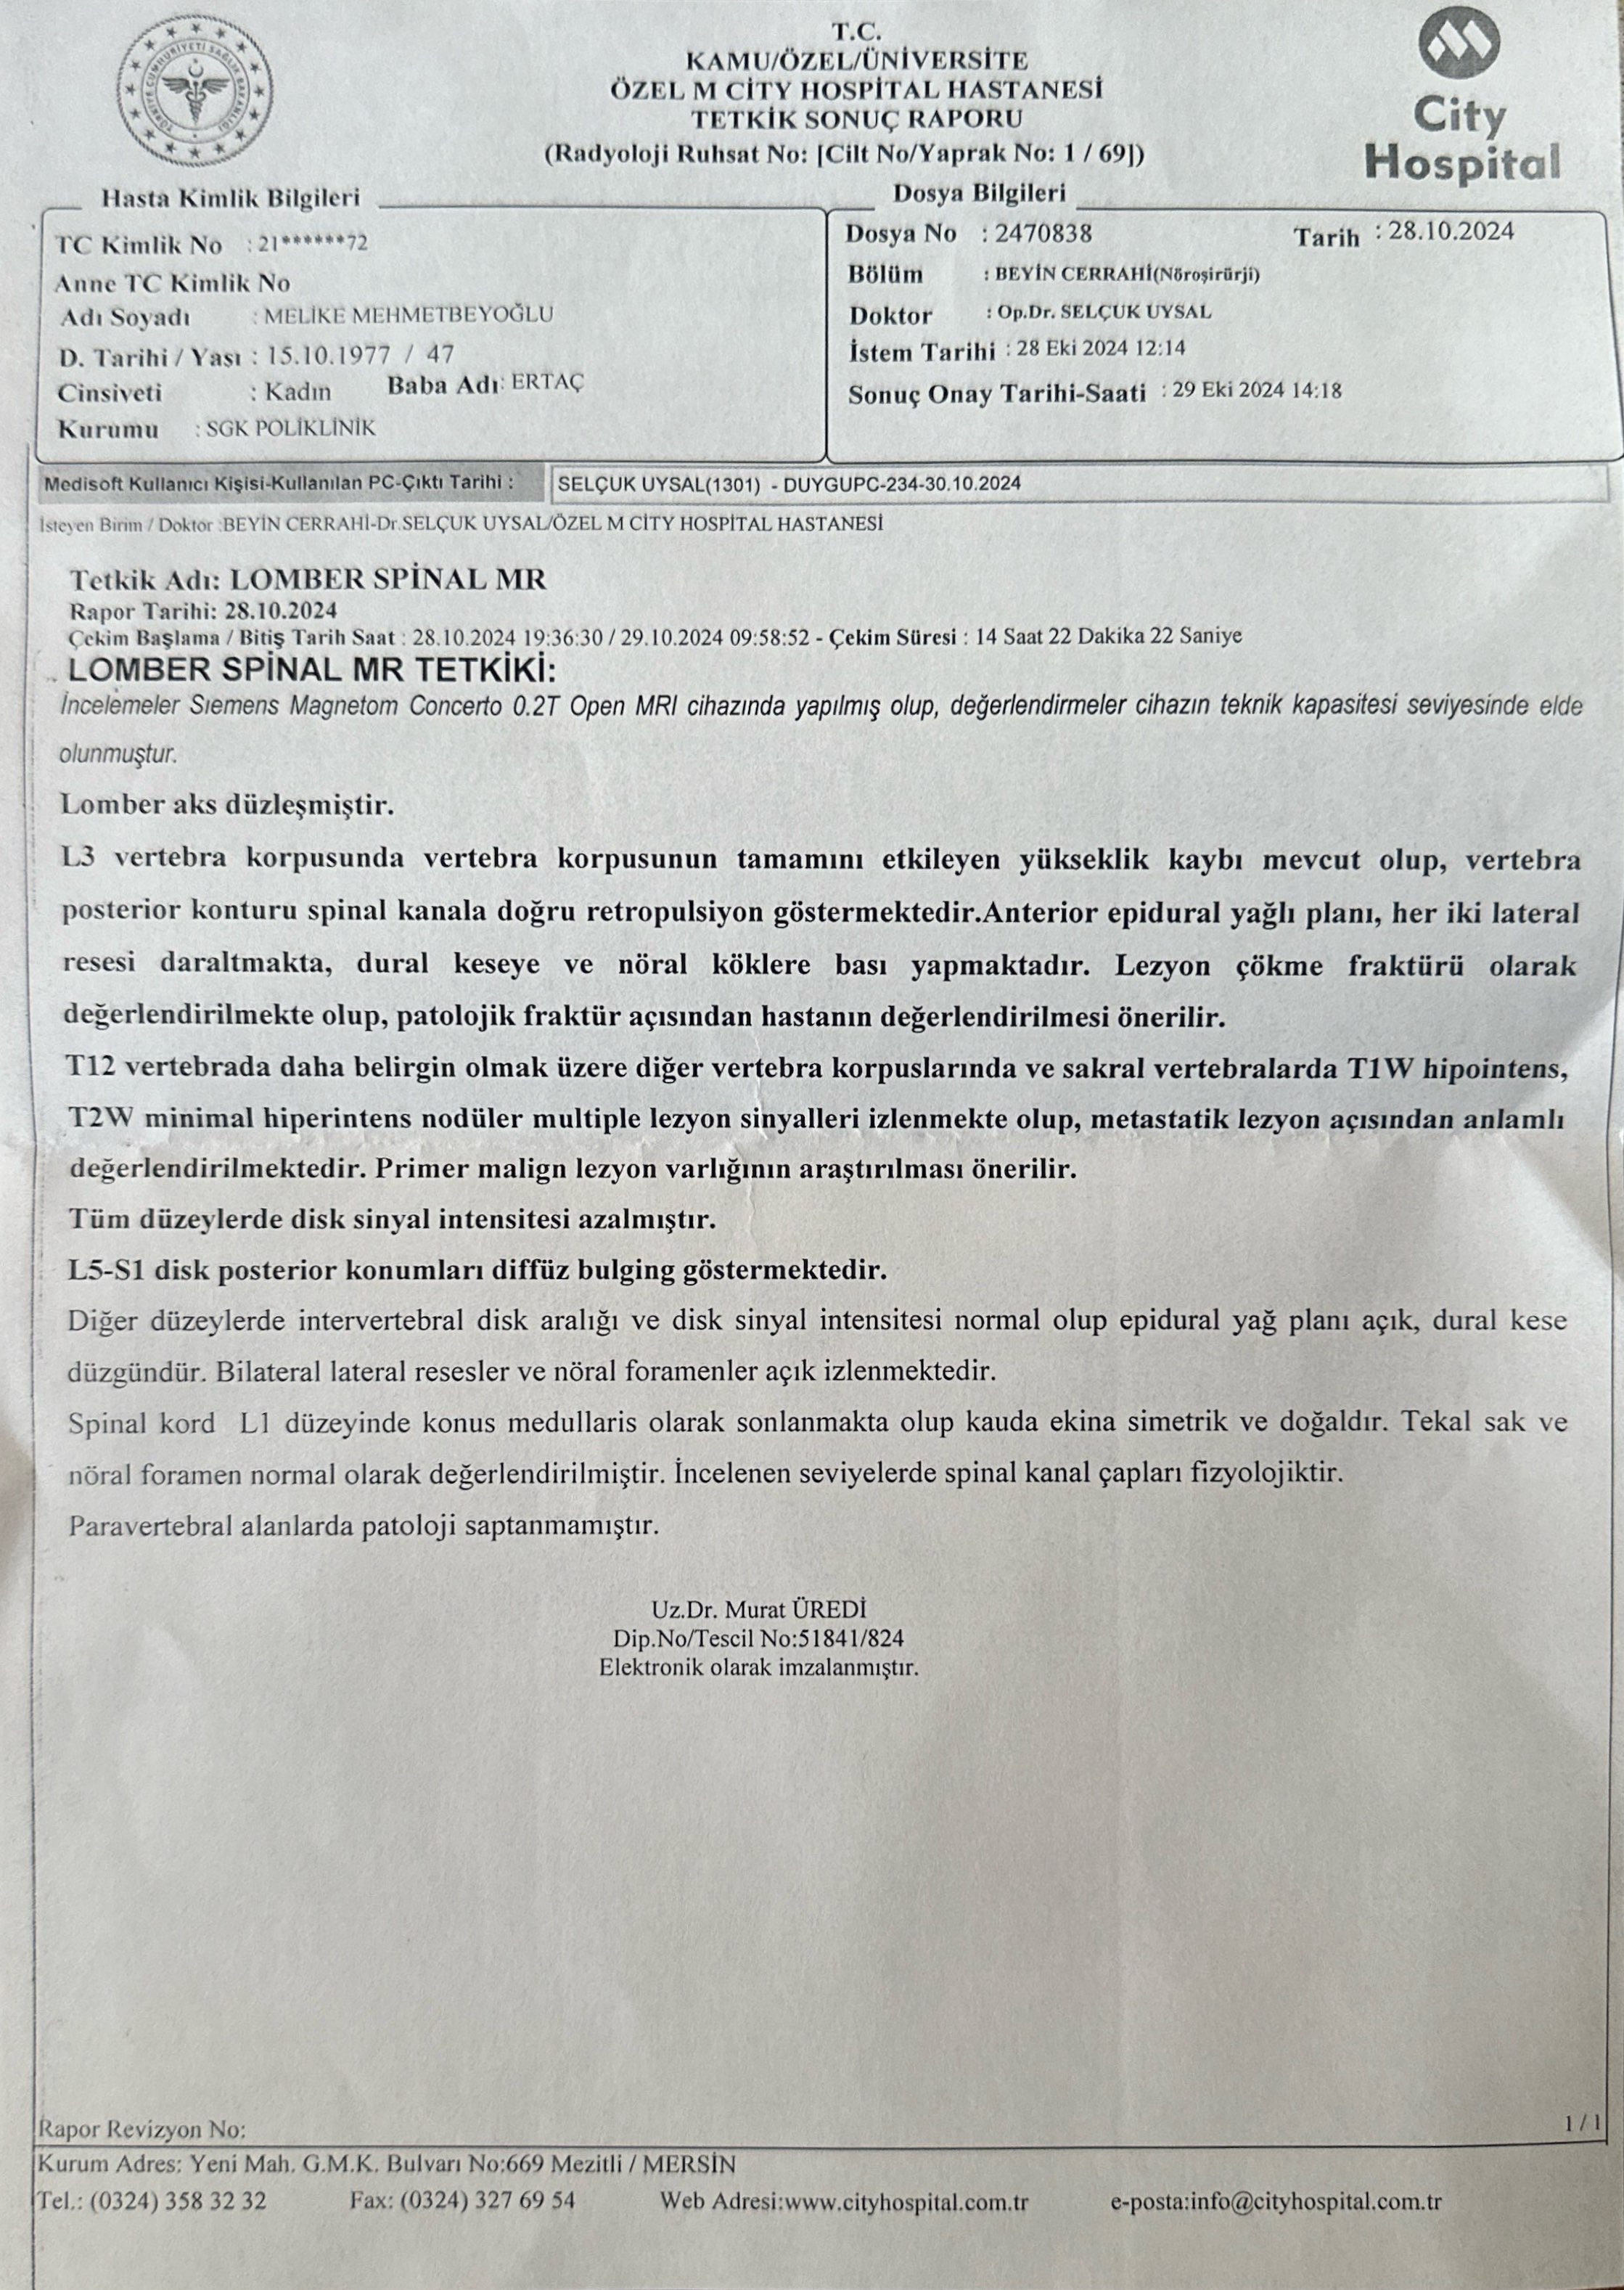 T.C.
KAMU/ÖZEL/ÜNİVERSİTE
ÖZEL M CİTY HOSPİTAL HASTANESİ
TETKİK SONUÇ RAPORU
(Radyoloji Ruhsat No: [Cilt No/Yaprak No: 1 / 69])
City
Hospital
Hasta Kimlik Bilgileri
TC Kimlik No : 21******72
Anne TC Kimlik No
Adı Soyadı : MELİKE MEHMETBEYOĞLU
D. Tarihi / Yası : 15.10.1977 / 47
Cinsiveti : Kadın Baba Adı: ERTAÇ
Kurumu : SGK POLİKLİNİK
Dosya Bilgileri
Dosya No : 2470838 Tarih : 28.10.2024
Bölüm : BEYİN CERRAHİ(Nöroşirürji)
Doktor : Op.Dr. SELÇUK UYSAL
İstem Tarihi : 28 Eki 2024 12:14
Sonuç Onay Tarihi-Saati : 29 Eki 2024 14:18
Medisoft Kullanıcı Kişisi-Kullanılan PC-Çıktı Tarihi : SELÇUK UYSAL(1301) - DUYGUPC-234-30.10.2024
İsteyen Birim / Doktor :BEYİN CERRAHİ-Dr.SELÇUK UYSAL/ÖZEL M CİTY HOSPİTAL HASTANESİ
Tetkik Adı: LOMBER SPİNAL MR
Rapor Tarihi: 28.10.2024
Çekim Başlama / Bitiş Tarih Saat : 28.10.2024 19:36:30 / 29.10.2024 09:58:52 - Çekim Süresi : 14 Saat 22 Dakika 22 Saniye
LOMBER SPİNAL MR TETKİKİ:
İncelemeler Sıemens Magnetom Concerto 0.2T Open MRI cihazında yapılmış olup, değerlendirmeler cihazın teknik kapasitesi seviyesinde elde
olunmuştur.
Lomber aks düzleşmiştir.
L3 vertebra korpusunda vertebra korpusunun tamamını etkileyen yükseklik kaybı mevcut olup, vertebra
posterior konturu spinal kanala doğru retropulsiyon göstermektedir.Anterior epidural yağlı planı, her iki lateral
resesi daraltmakta, dural keseye ve nöral köklere bası yapmaktadır. Lezyon çökme fraktürü olarak
değerlendirilmekte olup, patolojik fraktür açısından hastanın değerlendirilmesi önerilir.
T12 vertebrada daha belirgin olmak üzere diğer vertebra korpuslarında ve sakral vertebralarda T1W hipointens,
T2W minimal hiperintens nodüler multiple lezyon sinyalleri izlenmekte olup, metastatik lezyon açısından anlamlı
değerlendirilmektedir. Primer malign lezyon varlığının araştırılması önerilir.
Tüm düzeylerde disk sinyal intensitesi azalmıştır.
L5-S1 disk posterior konumları diffüz bulging göstermektedir.
Diğer düzeylerde intervertebral disk aralığı ve disk sinyal intensitesi normal olup epidural yağ planı açık, dural kese
düzgündür. Bilateral lateral resesler ve nöral foramenler açık izlenmektedir.
Spinal kord L1 düzeyinde konus medullaris olarak sonlanmakta olup kauda ekina simetrik ve doğaldır. Tekal sak ve
nöral foramen normal olarak değerlendirilmiştir. İncelenen seviyelerde spinal kanal çapları fizyolojiktir.
Paravertebral alanlarda patoloji saptanmamıştır.
Uz.Dr. Murat ÜREDİ
Dip.No/Tescil No:51841/824
Elektronik olarak imzalanmıştır.
Rapor Revizyon No:
1 / 1
Kurum Adres: Yeni Mah. G.M.K. Bulvarı No:669 Mezitli / MERSİN
Tel.: (0324) 358 32 32 Fax: (0324) 327 69 54 Web Adresi:www.cityhospital.com.tr e-posta:info@cityhospital.com.tr